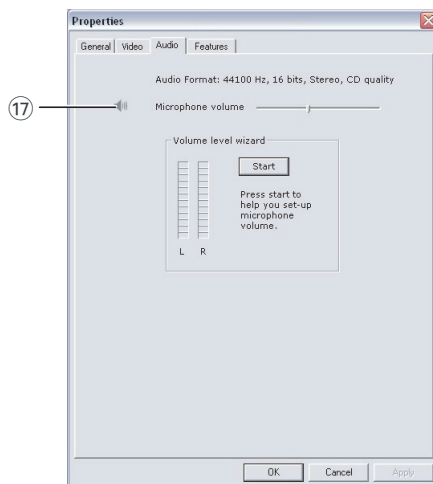 Properties
General Video Audio Features
Audio Format: 44100 Hz, 16 bits, Stereo, CD quality
17 Microphone volume
Volume level wizard
Start
Press start to
help you set-up
microphone
volume.
L R
OK Cancel Apply